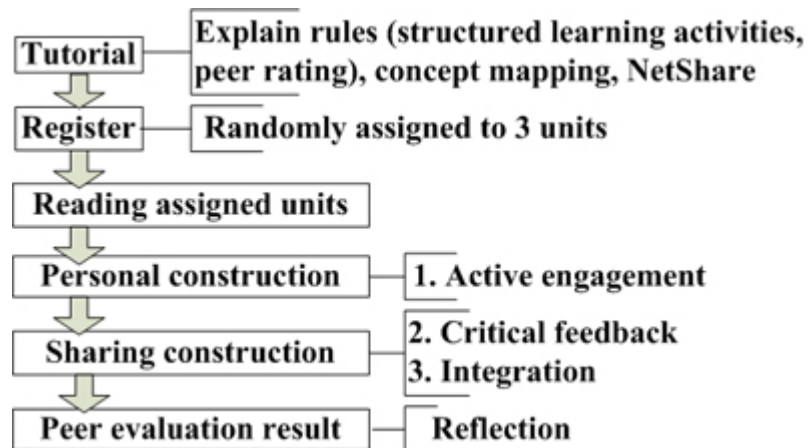 Tutorial
Explain rules (structured learning activities,
peer rating), concept mapping, NetShare
Register
Randomly assigned to 3 units
Reading assigned units
Personal construction
1. Active engagement
Sharing construction
2. Critical feedback
3. Integration
Peer evaluation result
Reflection